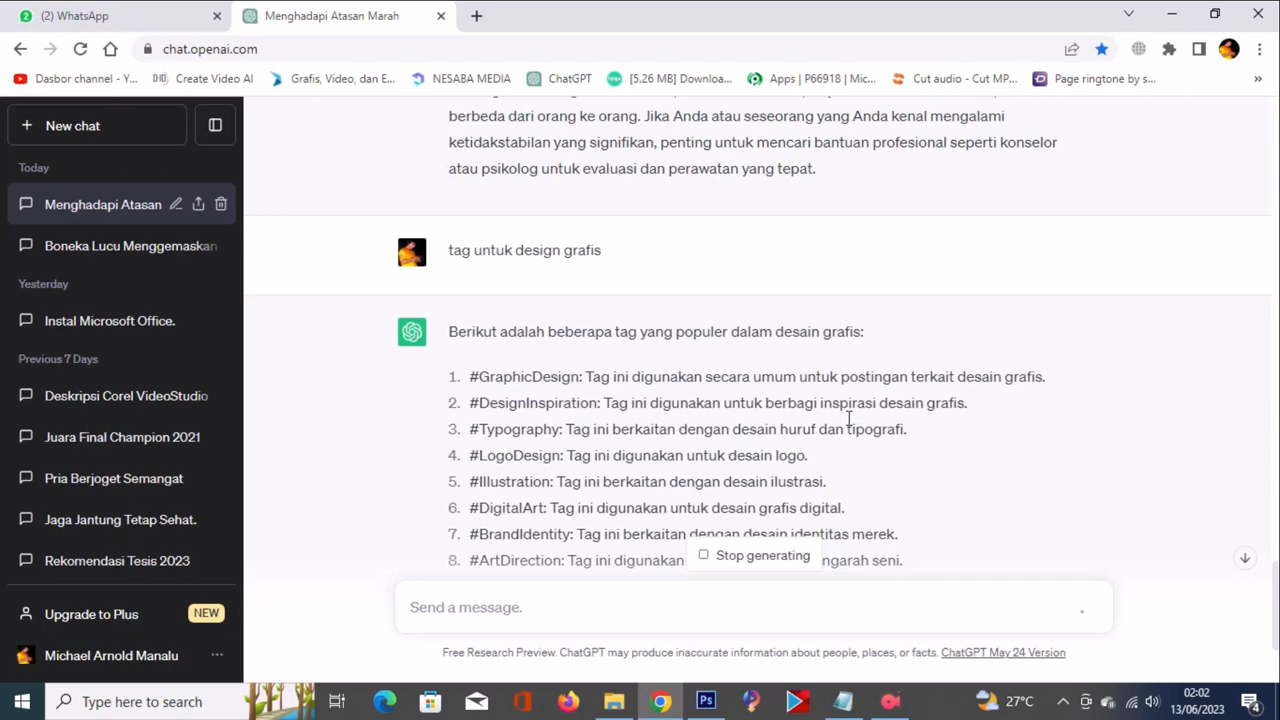 (2) WhatsApp
Menghadapi Atasan Marah
chat.openai.com
Dasbor channel - Y...
Create Video AI
Grafis, Video, dan E...
NESABA MEDIA
ChatGPT
[5.26 MB] Downloa...
Apps | P66918 | Mic...
Cut audio - Cut MP...
Page ringtone by s...
New chat
Today
Menghadapi Atasan
Boneka Lucu Menggemaskan
Yesterday
Instal Microsoft Office.
Previous 7 Days
Deskripsi Corel VideoStudio
Juara Final Champion 2021
Pria Berjoget Semangat
Jaga Jantung Tetap Sehat.
Rekomendasi Tesis 2023
Upgrade to Plus NEW
Michael Arnold Manalu
berbeda dari orang ke orang. Jika Anda atau seseorang yang Anda kenal mengalami
ketidakstabilan yang signifikan, penting untuk mencari bantuan profesional seperti konselor
atau psikolog untuk evaluasi dan perawatan yang tepat.
tag untuk design grafis
Berikut adalah beberapa tag yang populer dalam desain grafis:
1. #GraphicDesign: Tag ini digunakan secara umum untuk postingan terkait desain grafis.
2. #DesignInspiration: Tag ini digunakan untuk berbagi inspirasi desain grafis.
3. #Typography: Tag ini berkaitan dengan desain huruf dan tipografi.
4. #LogoDesign: Tag ini digunakan untuk desain logo.
5. #Illustration: Tag ini berkaitan dengan desain ilustrasi.
6. #DigitalArt: Tag ini digunakan untuk desain grafis digital.
7. #BrandIdentity: Tag ini berkaitan dengan desain identitas merek.
8. #ArtDirection: Tag ini digunakan ngarah seni.
Stop generating
Send a message.
Free Research Preview. ChatGPT may produce inaccurate information about people, places, or facts. ChatGPT May 24 Version
Type here to search
27°C
02:02
13/06/2023
4